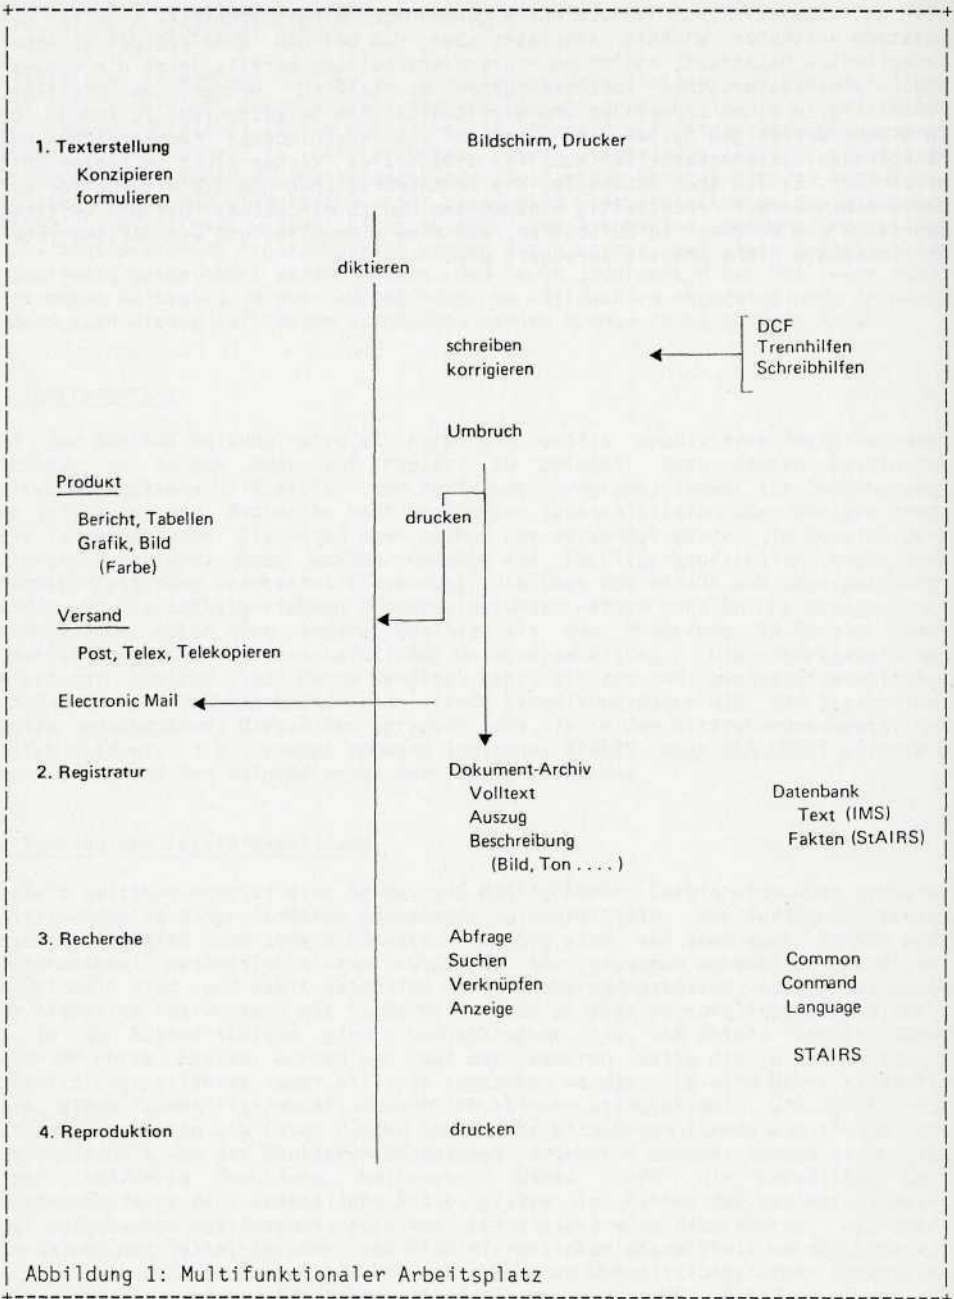 1. Texterstellung
Bildschirm, Drucker
Konzipieren
formulieren
diktieren
schreiben
korrigieren
DCF
Trennhilfen
Schreibhilfen
Umbruch
Produkt
drucken
Bericht, Tabellen
Grafik, Bild
(Farbe)
Versand
Post, Telex, Telekopieren
Electronic Mail
2. Registratur
Dokument-Archiv
Volltext
Auszug
Beschreibung
(Bild, Ton . . . . )
Datenbank
Text (IMS)
Fakten (StAIRS)
3. Recherche
Abfrage
Suchen
Verknüpfen
Anzeige
Common
Conmand
Language
STAIRS
4. Reproduktion
drucken
Abbildung 1: Multifunktionaler Arbeitsplatz